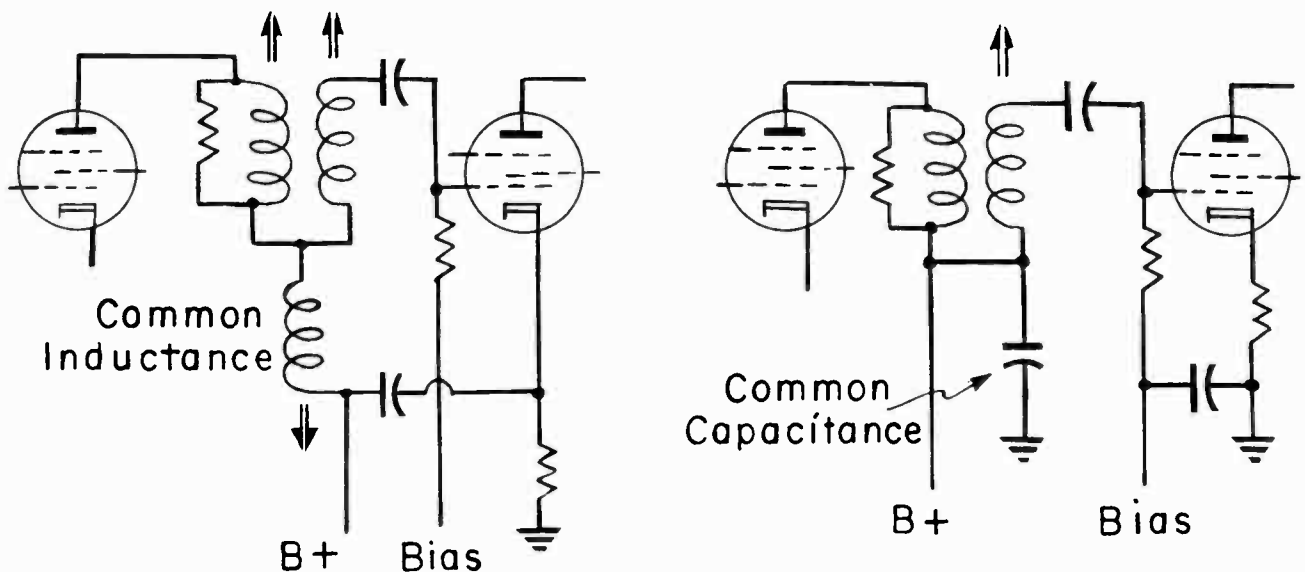 Common
Inductance
B+ Bias
Common
Capacitance
B+ Bias